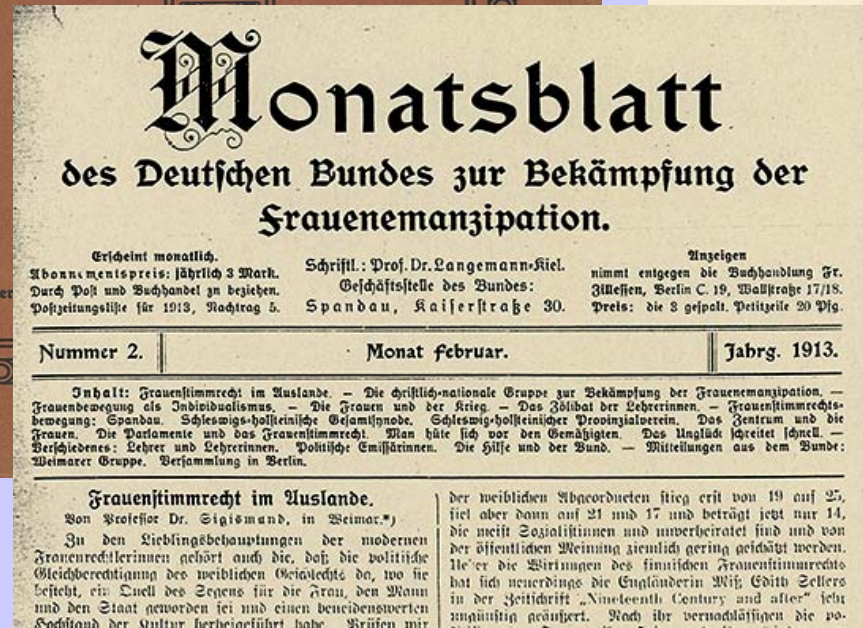 Monatsblatt
des Deutschen Bundes zur Bekämpfung der
Frauenemanzipation.
Erscheint monatlich.
Abonnementspreis: jährlich 3 Mark.
Durch Post und Buchhandel zu beziehen.
Postzeitungsliste für 1913, Nachtrag 5.
Schriftl.: Prof. Dr. Langemann-Kiel.
Geschäftsstelle des Bundes:
Spandau, Kaiserstraße 30.
Anzeigen
nimmt entgegen die Buchhandlung Fr.
Zillessen, Berlin C. 19, Wallstraße 17/18.
Preis: die 3 gespalt. Petitzeile 20 Pfg.
Nummer 2.
Monat Februar.
Jahrg. 1913.
Inhalt: Frauenstimmrecht im Auslande. — Die christlich-nationale Gruppe zur Bekämpfung der Frauenemanzipation. —
Frauenbewegung als Individualismus. — Die Frauen und der Krieg. — Das Zölibat der Lehrerinnen. — Frauenstimmrechts-
bewegung: Spandau. Schleswig-holsteinische Gesamtsynode. Schleswig-holsteinischer Provinzialverein. Das Zentrum und die
Frauen. Die Parlamente und das Frauenstimmrecht. Man hüte sich vor den Gemäßigten. Das Unglück schreitet schnell. —
Verschiedenes: Lehrer und Lehrerinnen. Politische Emissärinnen. Die Hilfe und der Bund. — Mitteilungen aus dem Bunde:
Weimarer Gruppe. Versammlung in Berlin.
Frauenstimmrecht im Auslande.
Von Professor Dr. Sigismund, in Weimar.*)
Zu den Lieblingsbehauptungen der modernen
Frauenrechtlerinnen gehört auch die, daß die politische
Gleichberechtigung des weiblichen Geschlechts da, wo sie
besteht, ein Quell des Segens für die Frau, den Mann
und den Staat geworden sei und einen beneidenswerten
Hochstand der Kultur herbeigeführt habe. Prüfen wir
der weiblichen Abgeordneten stieg erst von 19 auf 25,
fiel aber dann auf 21 und 17 und beträgt jetzt nur 14,
die meist Sozialistinnen und unverheiratet sind und von
der öffentlichen Meinung ziemlich gering geschätzt werden.
Ueber die Wirkungen des finnischen Frauenstimmrechts
hat sich neuerdings die Engländerin Miß Edith Sellers
in der Zeitschrift „Nineteenth Century and after" sehr
ungünstig geäußert. Nach ihr vernachlässigen die po-